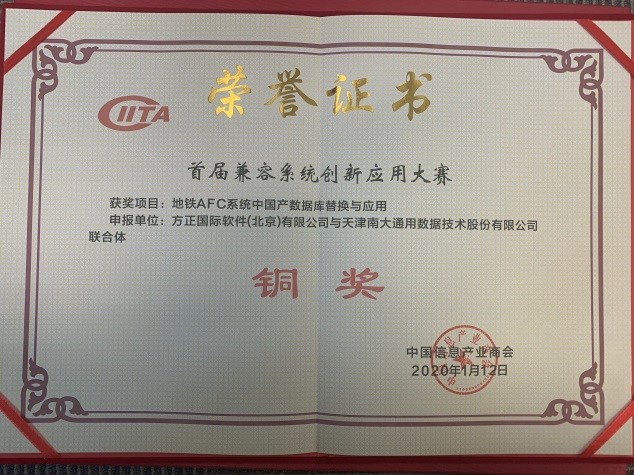 荣誉证书
CIITA
首届兼容系统创新应用大赛
获奖项目：地铁AFC系统中国产数据库替换与应用
申报单位：方正国际软件(北京)有限公司与天津南大通用数据技术股份有限公司
联合体
铜奖
中国信息产业商会
2020年1月12日